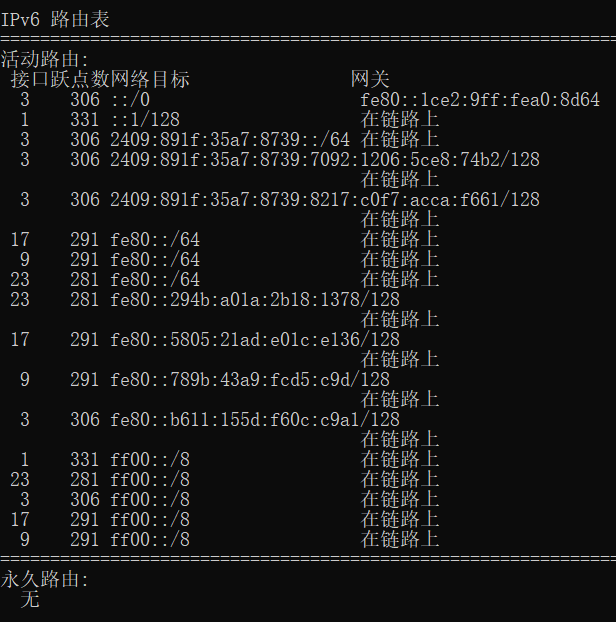 IPv6 路由表
===========================================================================
活动路由:
接口跃点数网络目标 网关
3 306 ::/0 fe80::1ce2:9ff:fea0:8d64
1 331 ::1/128 在链路上
3 306 2409:891f:35a7:8739::/64 在链路上
3 306 2409:891f:35a7:8739:7092:1206:5ce8:74b2/128
在链路上
3 306 2409:891f:35a7:8739:8217:c0f7:acca:f661/128
在链路上
17 291 fe80::/64 在链路上
9 291 fe80::/64 在链路上
23 281 fe80::/64 在链路上
23 281 fe80::294b:a01a:2b18:1378/128
在链路上
17 291 fe80::5805:21ad:e01c:e136/128
在链路上
9 291 fe80::789b:43a9:fcd5:c9d/128
在链路上
3 306 fe80::b611:155d:f60c:c9a1/128
在链路上
1 331 ff00::/8 在链路上
23 281 ff00::/8 在链路上
3 306 ff00::/8 在链路上
17 291 ff00::/8 在链路上
9 291 ff00::/8 在链路上
===========================================================================
永久路由:
无